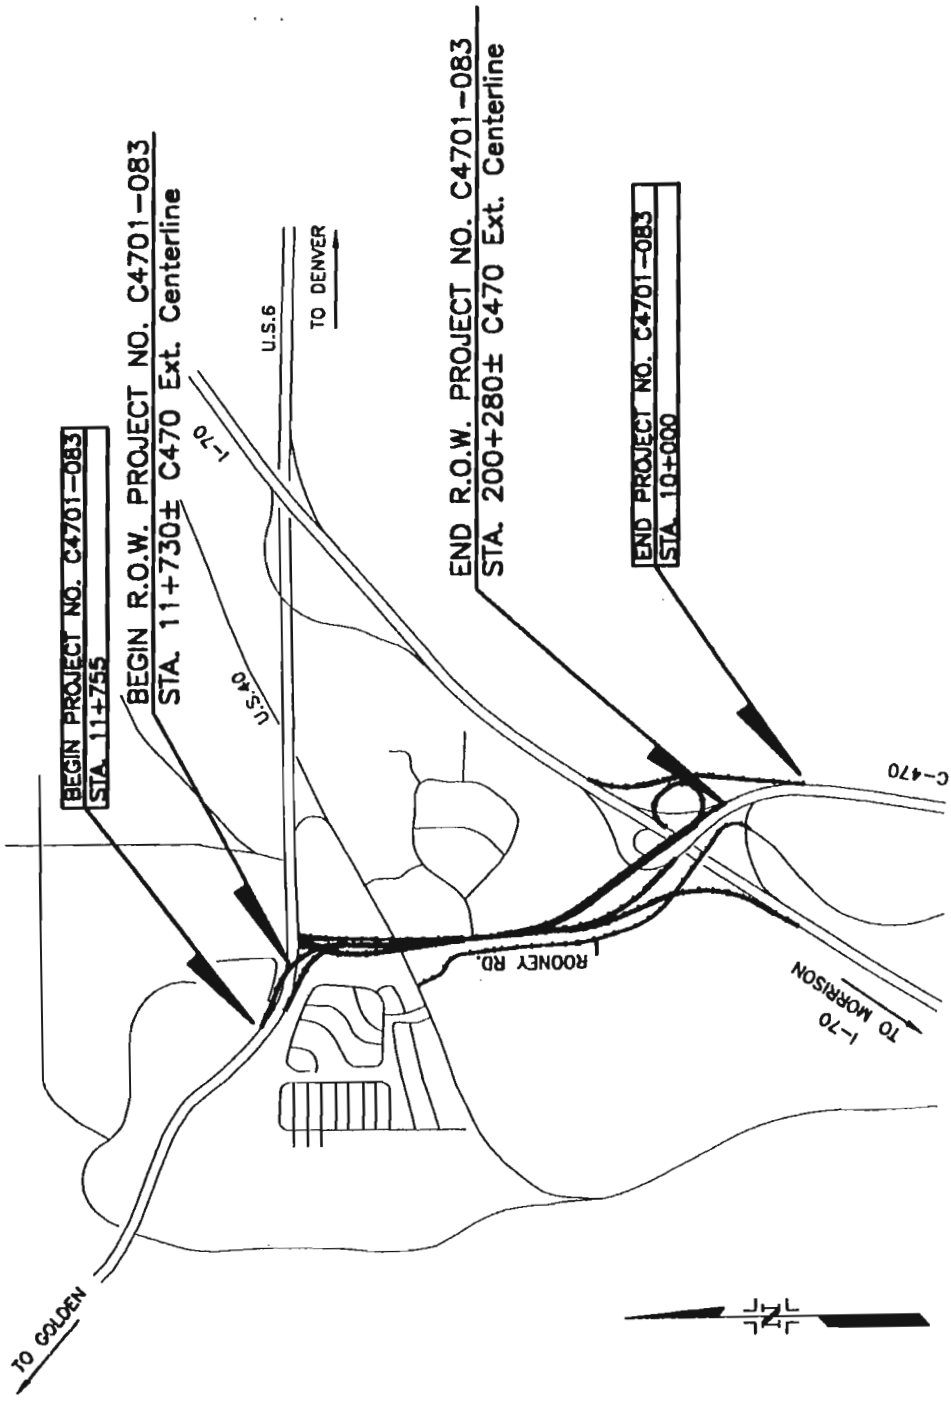 BEGIN PROJECT NO. C4701-083
STA. 11+755
BEGIN R.O.W. PROJECT NO. C4701-083
STA. 11+730± C470 Ext. Centerline
U.S.6
TO DENVER
I-70
U.S.40
END R.O.W. PROJECT NO. C4701-083
STA. 200+280± C470 Ext. Centerline
END PROJECT NO. C4701-083
STA. 10+000
C-470
ROONEY RD.
I-70
TO MORRISON
TO GOLDEN
N